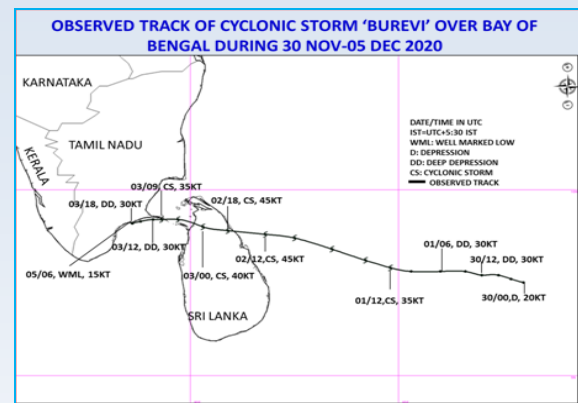 OBSERVED TRACK OF CYCLONIC STORM ‘BUREVI’ OVER BAY OF
BENGAL DURING 30 NOV-05 DEC 2020
KARNATAKA
TAMIL NADU
KERALA
DATE/TIME IN UTC
IST=UTC+5:30 IST
WML: WELL MARKED LOW
D: DEPRESSION
DD: DEEP DEPRESSION
CS: CYCLONIC STORM
OBSERVED TRACK
03/09, CS, 35KT
03/18, DD, 30KT
02/18, CS, 45KT
03/12, DD, 30KT
01/06, DD, 30KT
02/12,CS, 45KT
30/12, DD, 30KT
05/06, WML, 15KT
03/00, CS, 40KT
30/00,D, 20KT
01/12,CS, 35KT
SRI LANKA